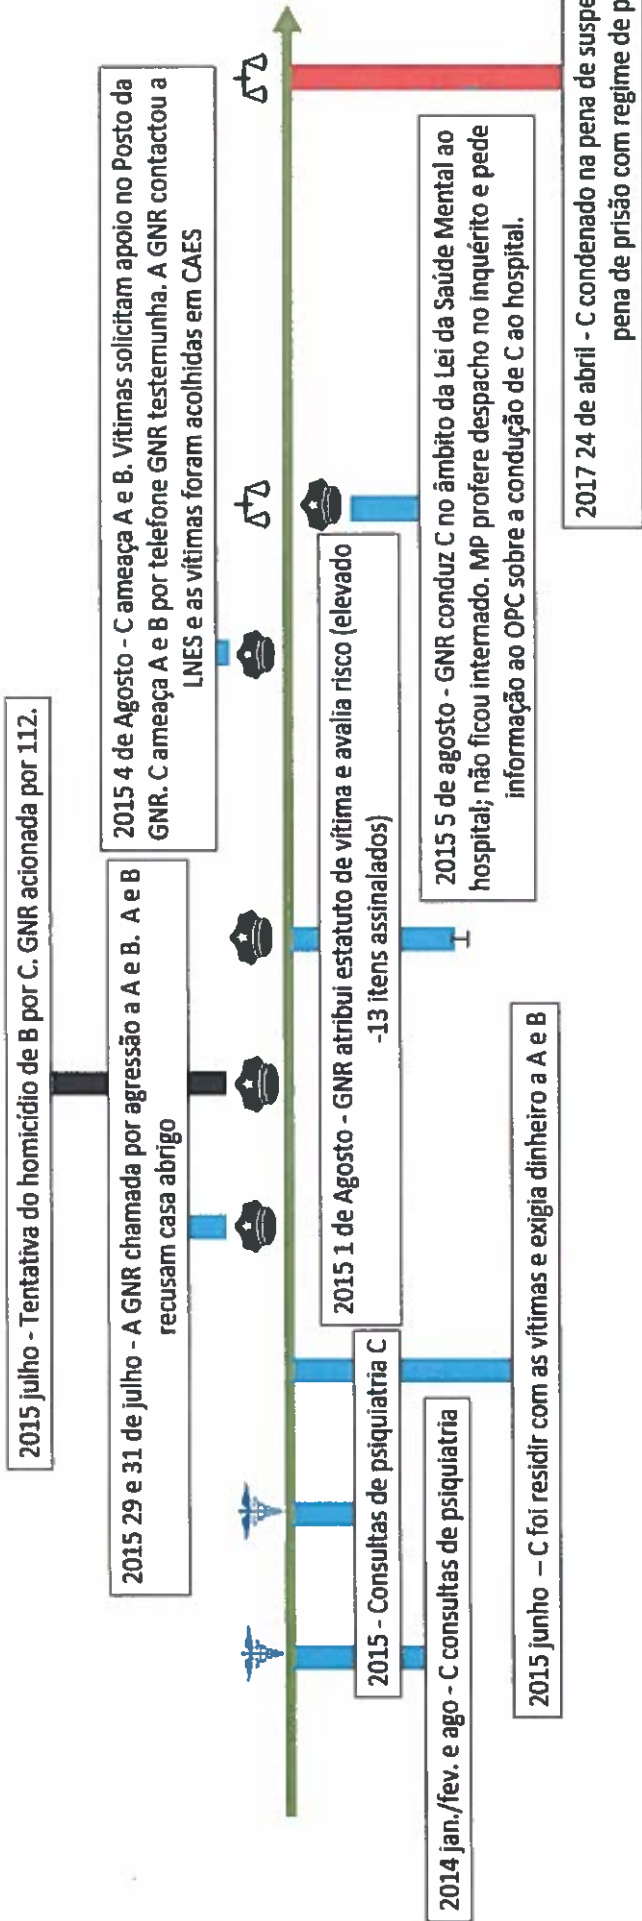 2015 julho - Tentativa do homicídio de B por C. GNR acionada por 112.
2015 29 e 31 de julho - A GNR chamada por agressão a A e B. A e B
recusam casa abrigo
2015 4 de Agosto - C ameaça A e B. Vítimas solicitam apoio no Posto da
GNR. C ameaça A e B por telefone GNR testemunha. A GNR contactou a
LNES e as vítimas foram acolhidas em CAES
2015 1 de Agosto - GNR atribui estatuto de vítima e avalia risco (elevado
-13 itens assinalados)
2015 - Consultas de psiquiatria C
2014 jan./fev. e ago - C consultas de psiquiatria
2015 junho – C foi residir com as vítimas e exigia dinheiro a A e B
2015 5 de agosto - GNR conduz C no âmbito da Lei da Saúde Mental ao
hospital; não ficou internado. MP profere despacho no inquérito e pede
informação ao OPC sobre a condução de C ao hospital.
2017 24 de abril - C condenado na pena de suspe
pena de prisão com regime de p